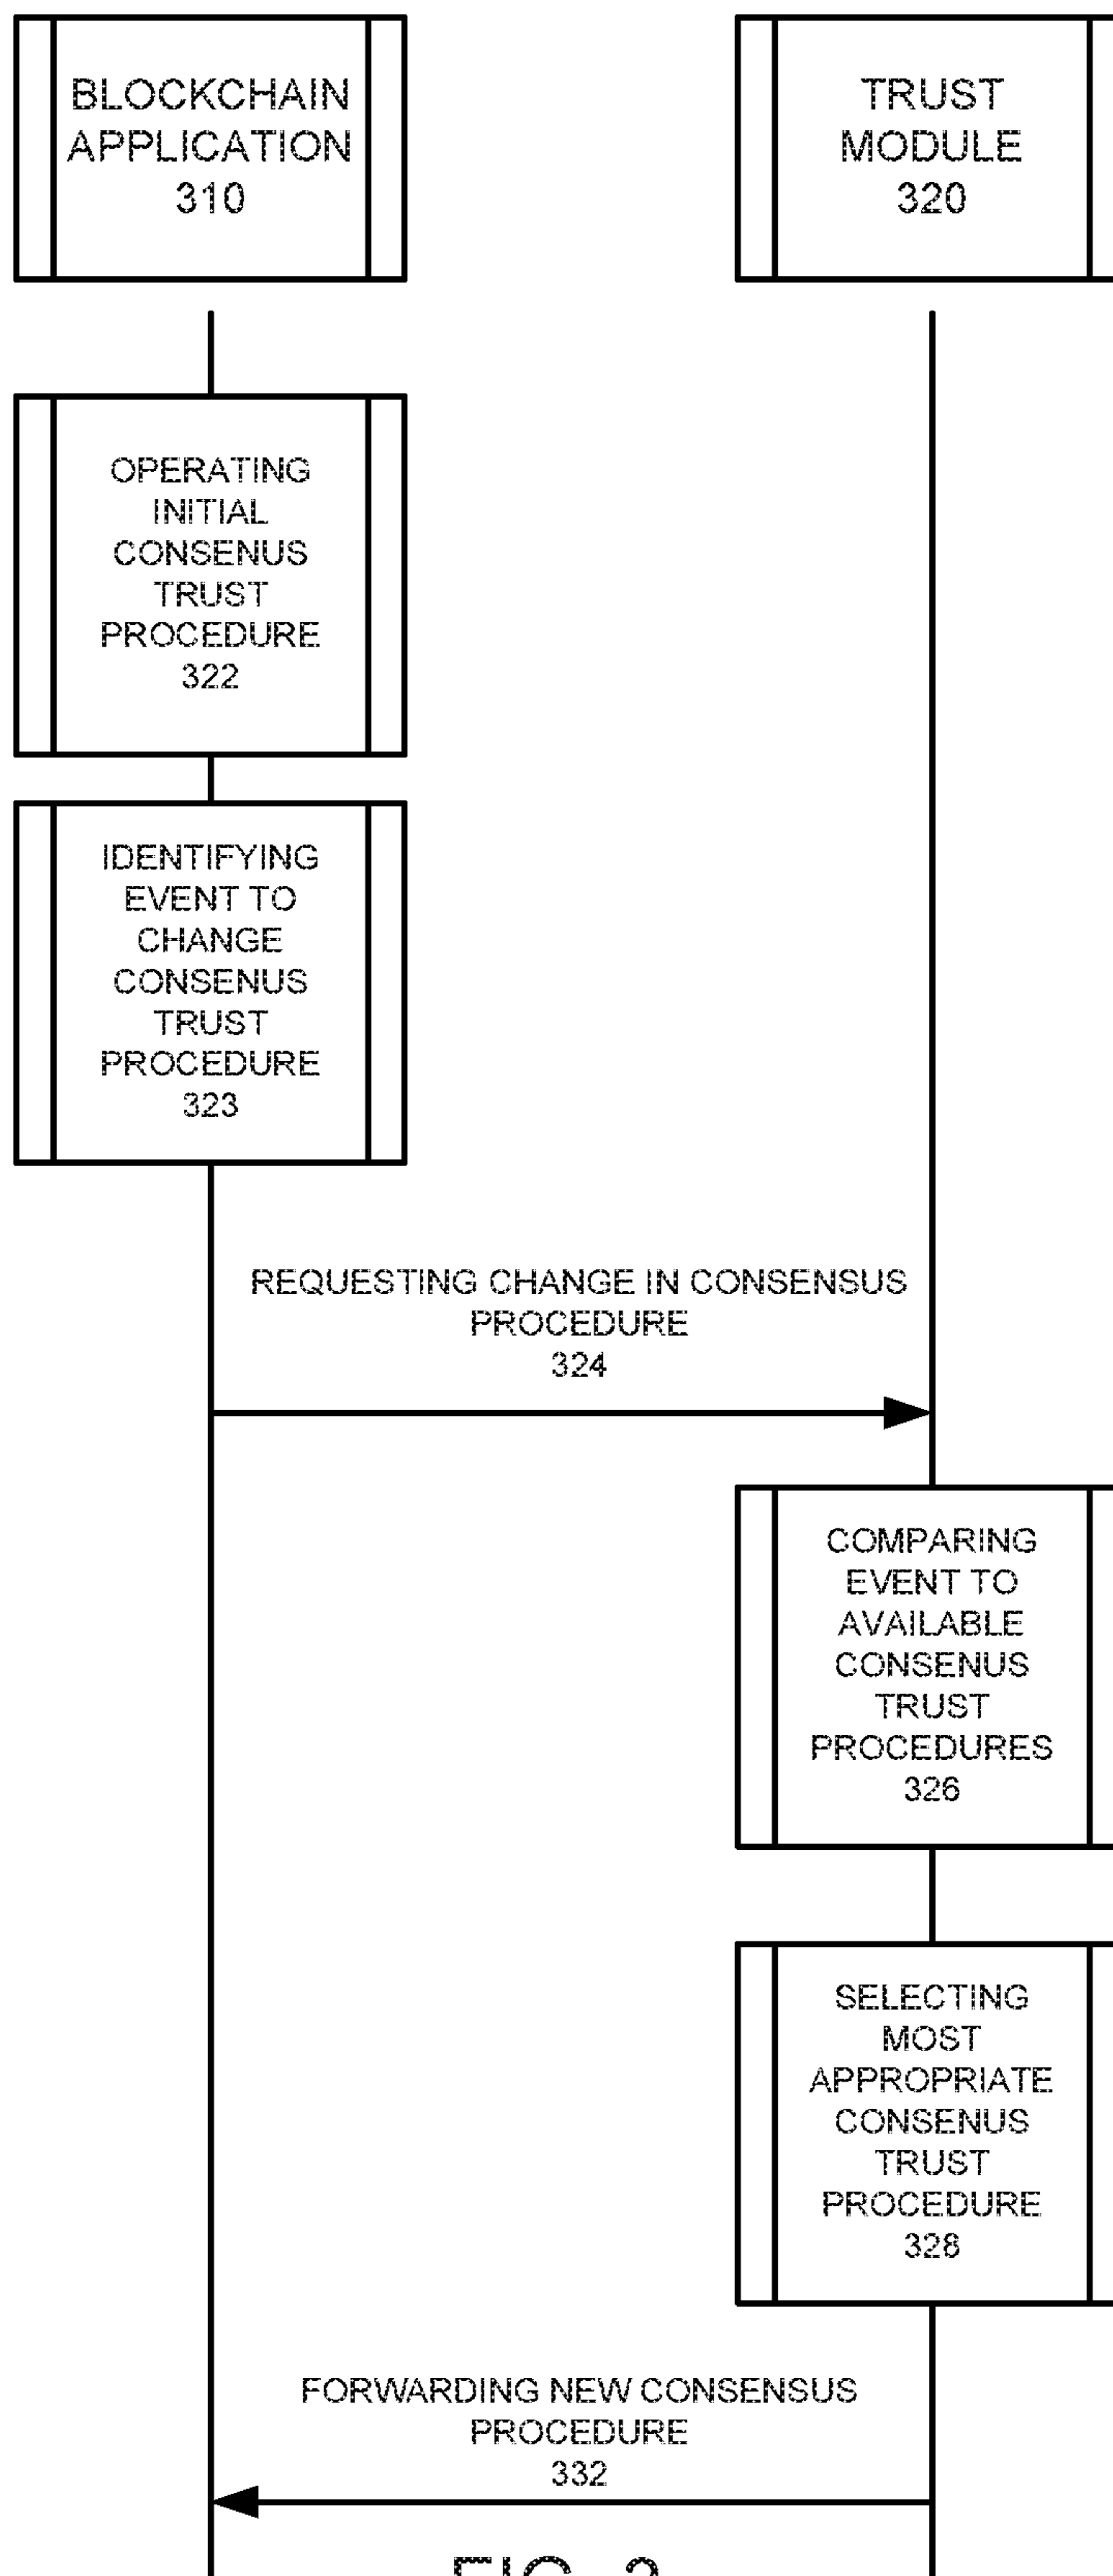 BLOCKCHAIN
APPLICATION
310
TRUST
MODULE
320
OPERATING
INITIAL
CONSENUS
TRUST
PROCEDURE
322
IDENTIFYING
EVENT TO
CHANGE
CONSENUS
TRUST
PROCEDURE
323
REQUESTING CHANGE IN CONSENSUS
PROCEDURE
324
COMPARING
EVENT TO
AVAILABLE
CONSENUS
TRUST
PROCEDURES
326
SELECTING
MOST
APPROPRIATE
CONSENUS
TRUST
PROCEDURE
328
FORWARDING NEW CONSENSUS
PROCEDURE
332
FIG. 3